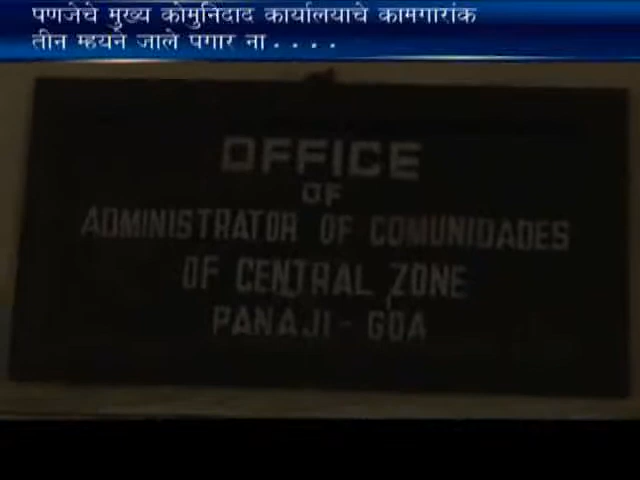 पणजेचे मुख्य कोमुनिदाद कार्यालयाचे कामगारांक
तीन म्हयने जाले पगार ना . . . .
OFFICE
OF
ADMINISTRATOR OF COMUNIDADES
OF CENTRAL ZONE
PANAJI - GOA